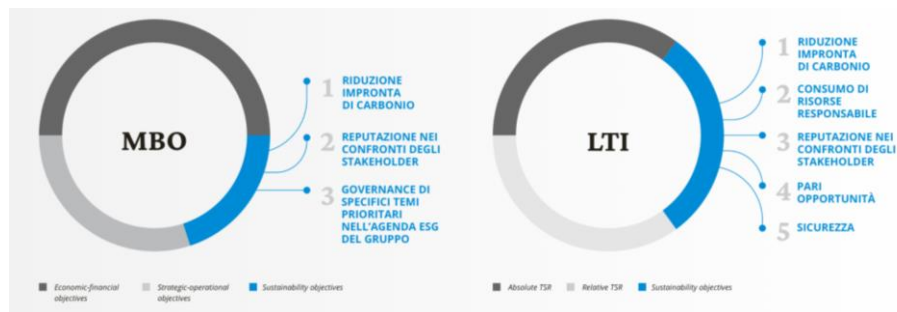 MBO
1 RIDUZIONE
IMPRONTA
DI CARBONIO
2 REPUTAZIONE NEI
CONFRONTI DEGLI
STAKEHOLDER
3 GOVERNANCE DI
SPECIFICI TEMI
PRIORITARI
NELL'AGENDA ESG
DEL GRUPPO
Economic-financial
objectives
Strategic-operational
objectives
Sustainability objectives
LTI
1 RIDUZIONE
IMPRONTA
DI CARBONIO
2 CONSUMO DI
RISORSE
RESPONSABILE
3 REPUTAZIONE NEI
CONFRONTI DEGLI
STAKEHOLDER
4 PARI
OPPORTUNITÀ
5 SICUREZZA
Absolute TSR
Relative TSR
Sustainability objectives